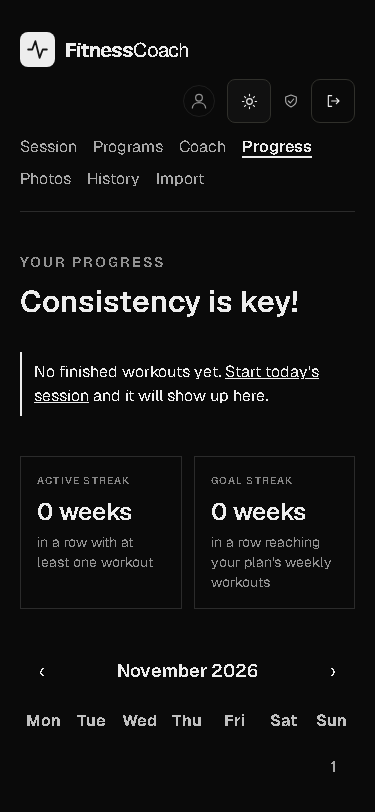 FitnessCoach
Session Programs Coach Progress
Photos History Import
YOUR PROGRESS
Consistency is key!
No finished workouts yet. Start today's
session and it will show up here.
ACTIVE STREAK
0 weeks
in a row with at
least one workout
GOAL STREAK
0 weeks
in a row reaching
your plan's weekly
workouts
‹ November 2026 ›
Mon Tue Wed Thu Fri Sat Sun
1